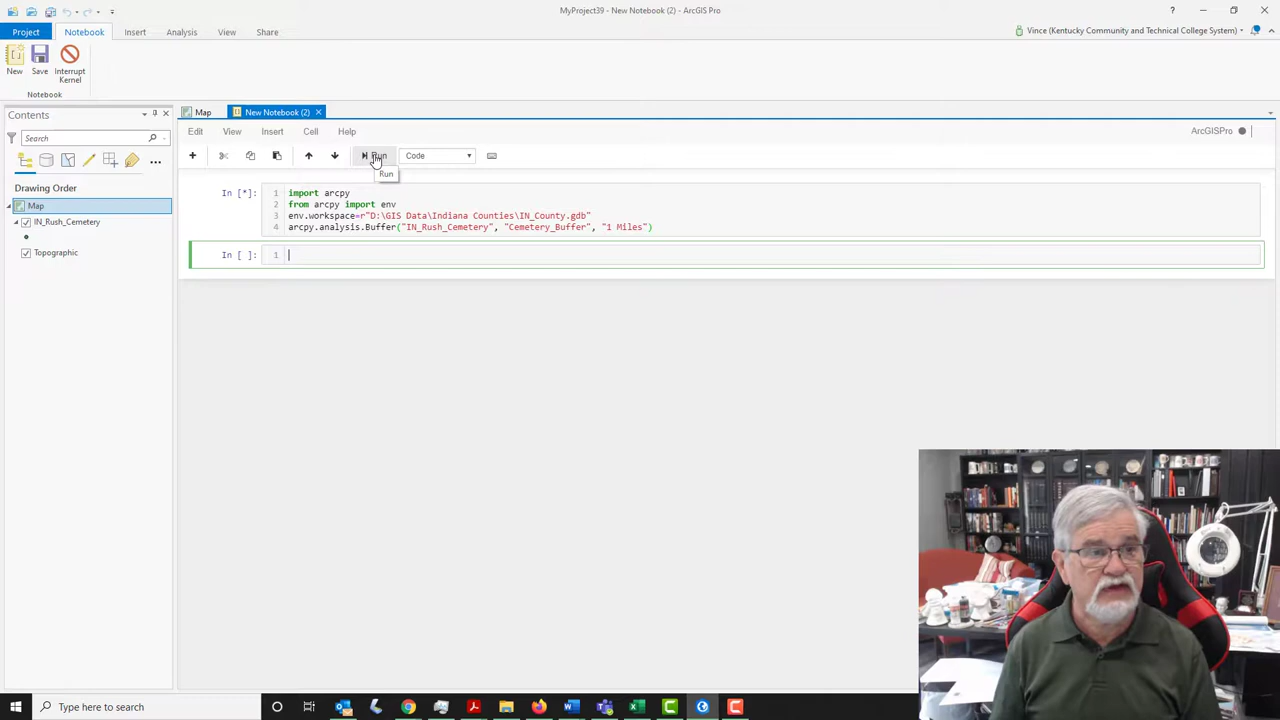 MyProject39 - New Notebook (2) - ArcGIS Pro
?
Project
Notebook
Insert
Analysis
View
Share
Vince (Kentucky Community and Technical College System)
New
Save
Interrupt Kernel
Notebook
Contents
Search
Drawing Order
Map
IN_Rush_Cemetery
Topographic
Map
New Notebook (2)
Edit
View
Insert
Cell
Help
ArcGISPro
Run
Code
Run
In [*]:
1 import arcpy
2 from arcpy import env
3 env.workspace=r"D:\GIS Data\Indiana Counties\IN_County.gdb"
4 arcpy.analysis.Buffer("IN_Rush_Cemetery", "Cemetery_Buffer", "1 Miles")
In [ ]:
1
Type here to search